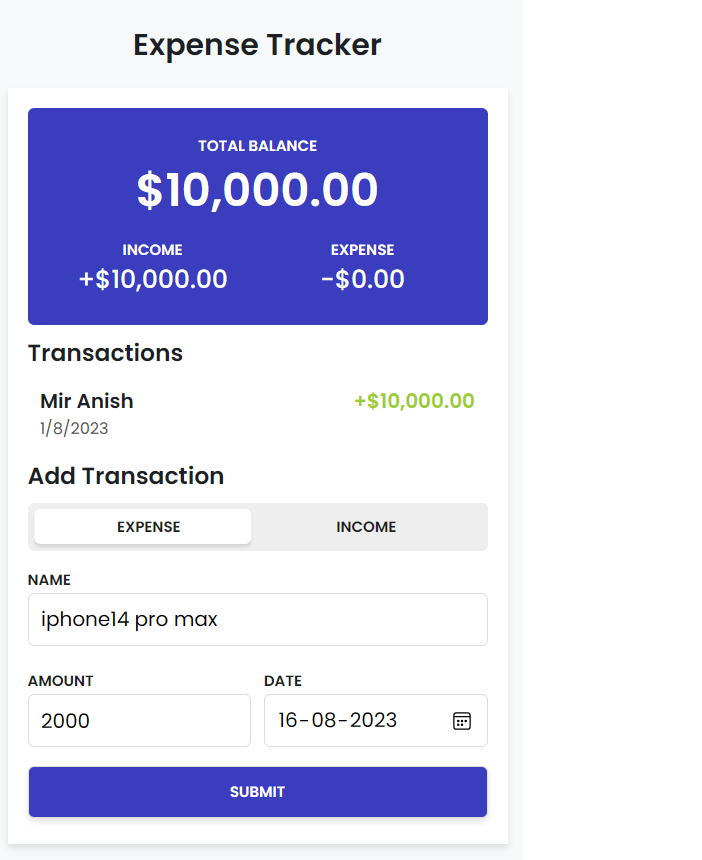 Expense Tracker
TOTAL BALANCE
$10,000.00
INCOME EXPENSE
+$10,000.00 -$0.00
Transactions
Mir Anish +$10,000.00
1/8/2023
Add Transaction
EXPENSE INCOME
NAME
iphone14 pro max
AMOUNT DATE
2000 16-08-2023
SUBMIT